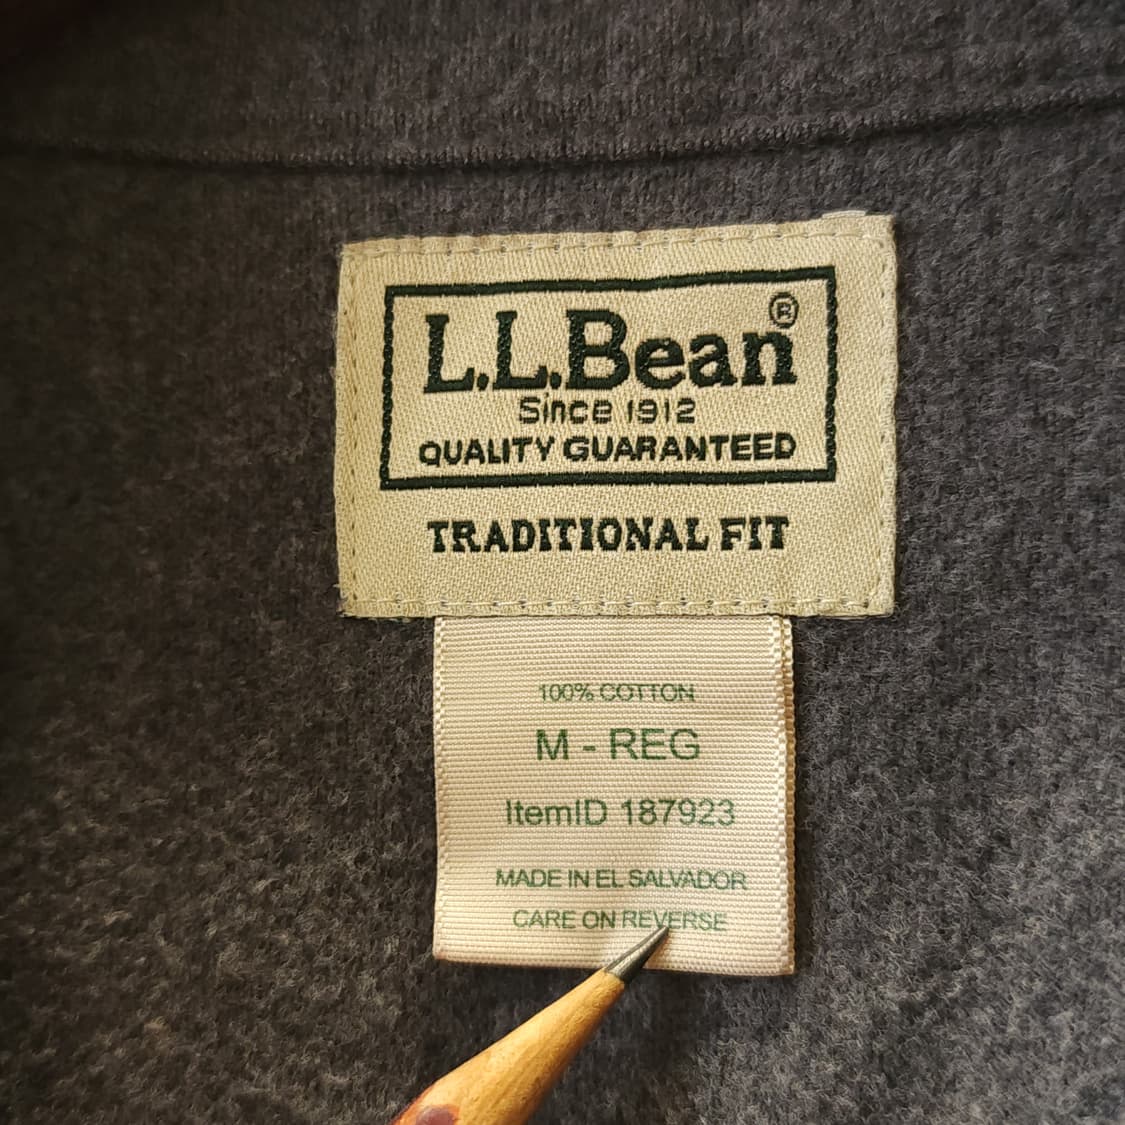 L.L.Bean®
Since 1912
QUALITY GUARANTEED
TRADITIONAL FIT
100% COTTON
M - REG
ItemID 187923
MADE IN EL SALVADOR
CARE ON REVERSE